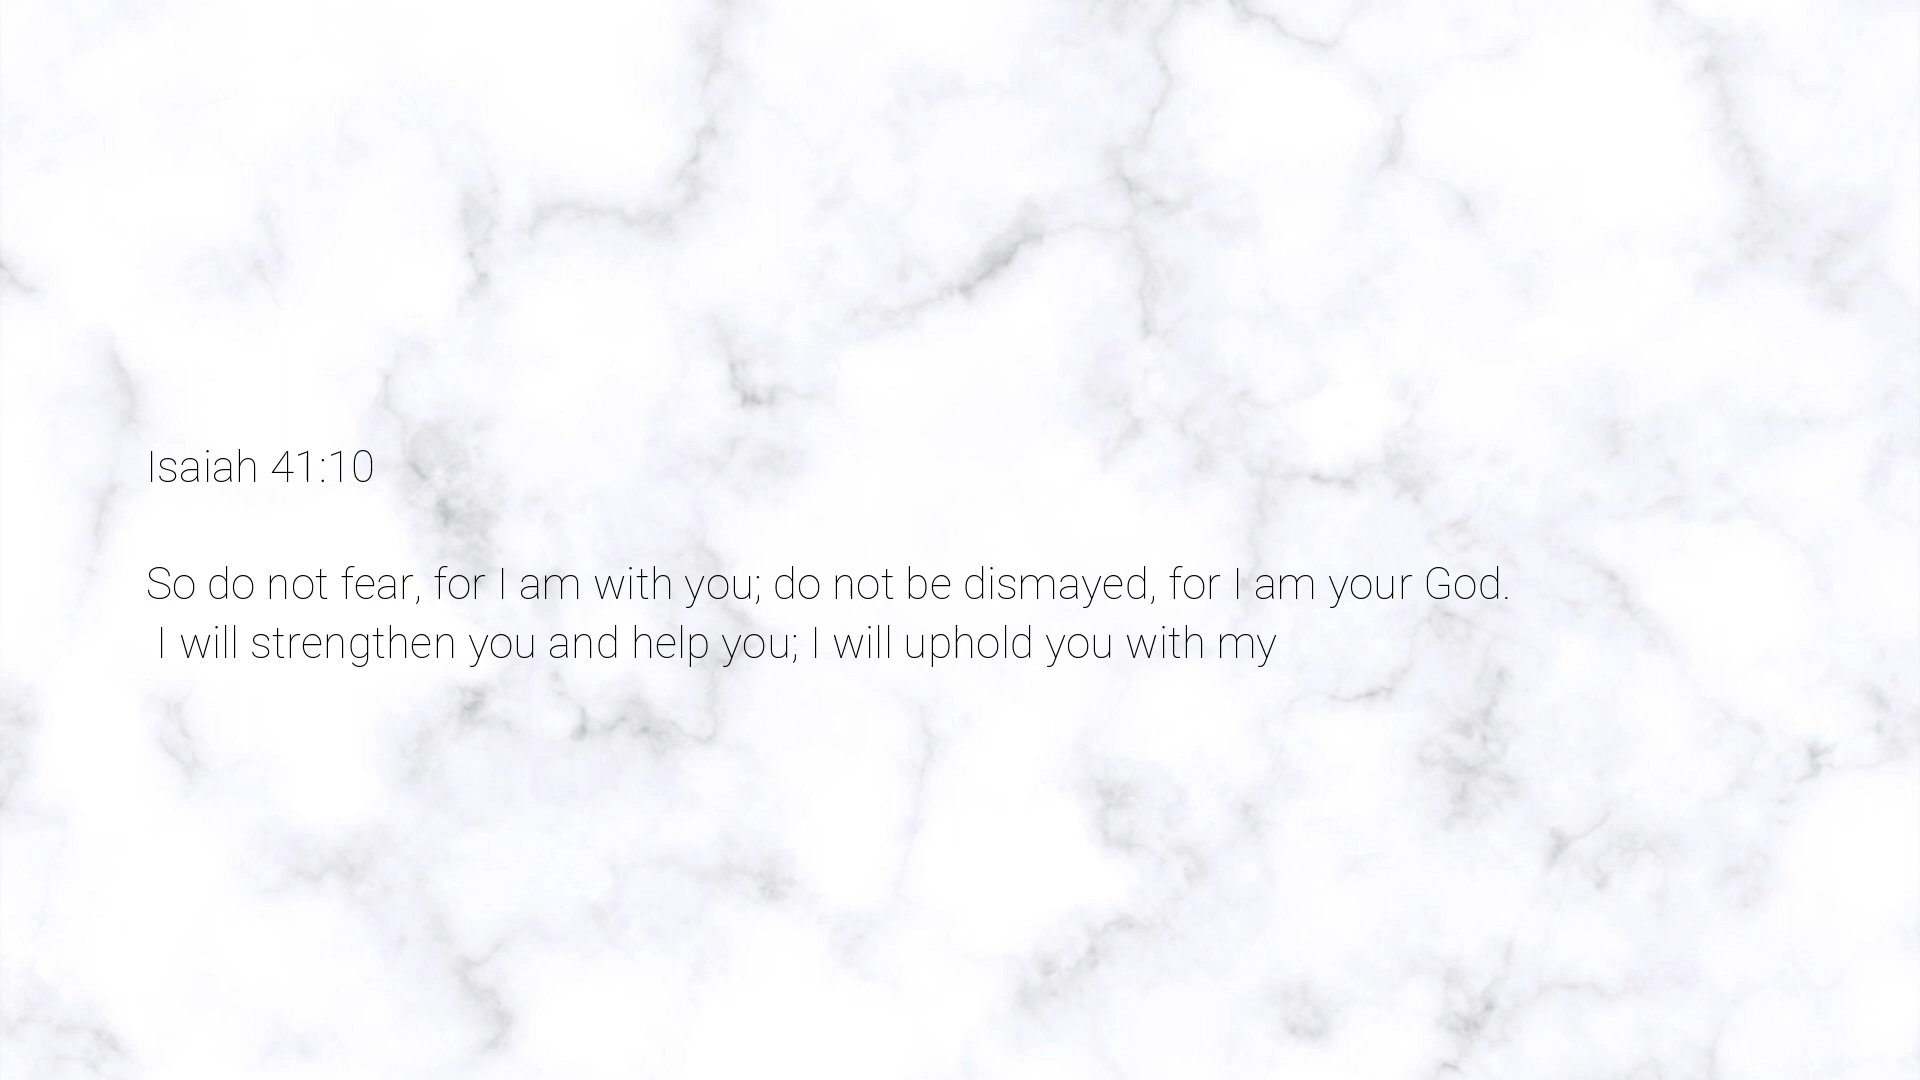 Isaiah 41:10
So do not fear, for I am with you; do not be dismayed, for I am your God.
I will strengthen you and help you; I will uphold you with my